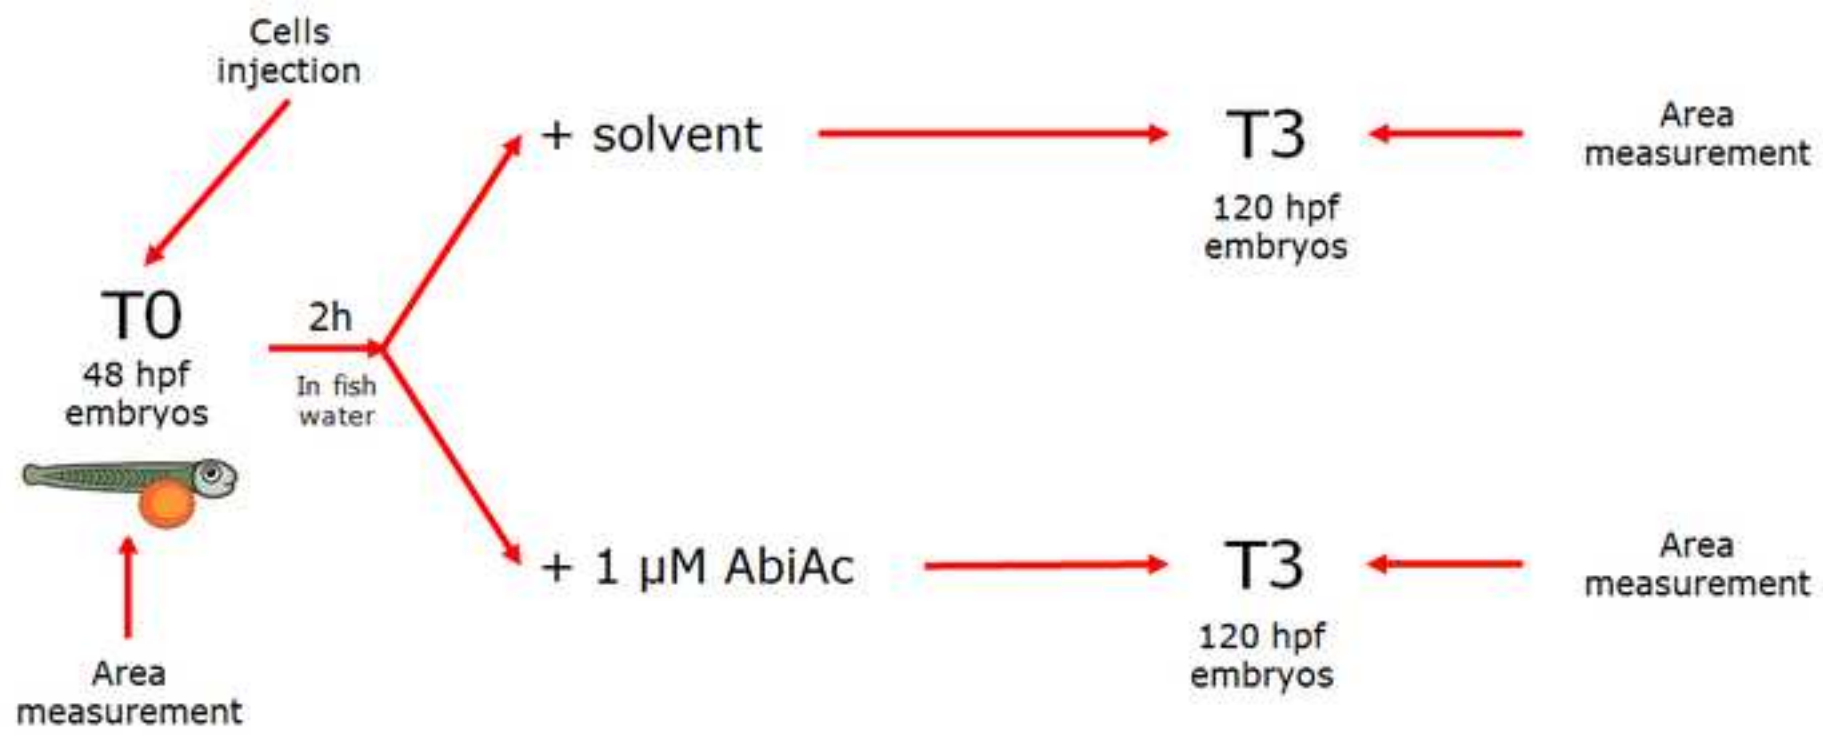 Cells
injection
T0
48 hpf
embryos
Area
measurement
2h
In fish
water
+ solvent
T3
120 hpf
embryos
Area
measurement
+ 1 µM AbiAc
T3
120 hpf
embryos
Area
measurement